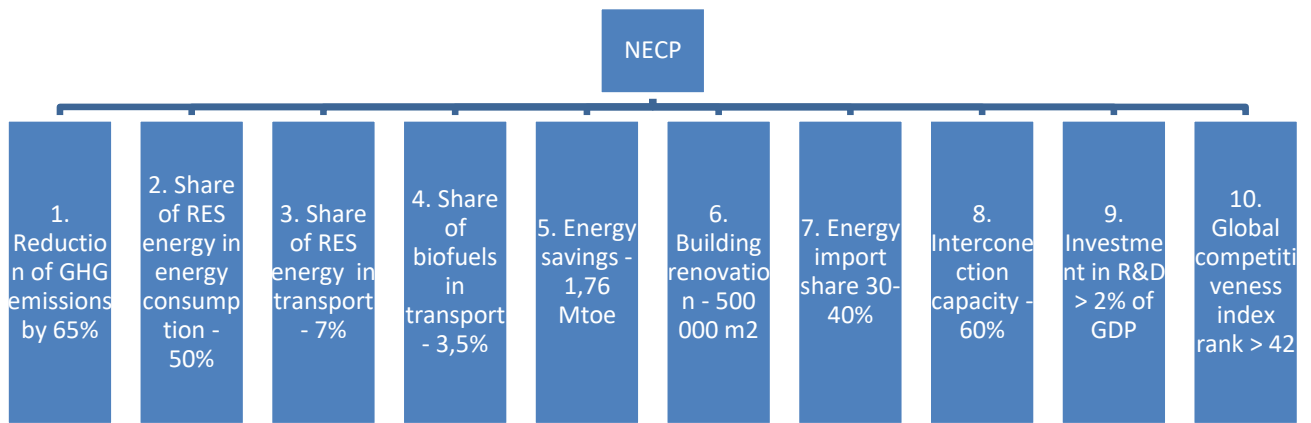 NECP
1.
Reductio
n of GHG
emissions
by 65%
2. Share
of RES
energy in
energy
consump
tion -
50%
3. Share
of RES
energy in
transport
- 7%
4. Share
of
biofuels
in
transport
- 3,5%
5. Energy
savings -
1,76
Mtoe
6.
Building
renovatio
n - 500
000 m2
7. Energy
import
share 30-
40%
8.
Intercone
ction
capacity -
60%
9.
Investme
nt in R&D
> 2% of
GDP
10.
Global
competiti
veness
index
rank > 42